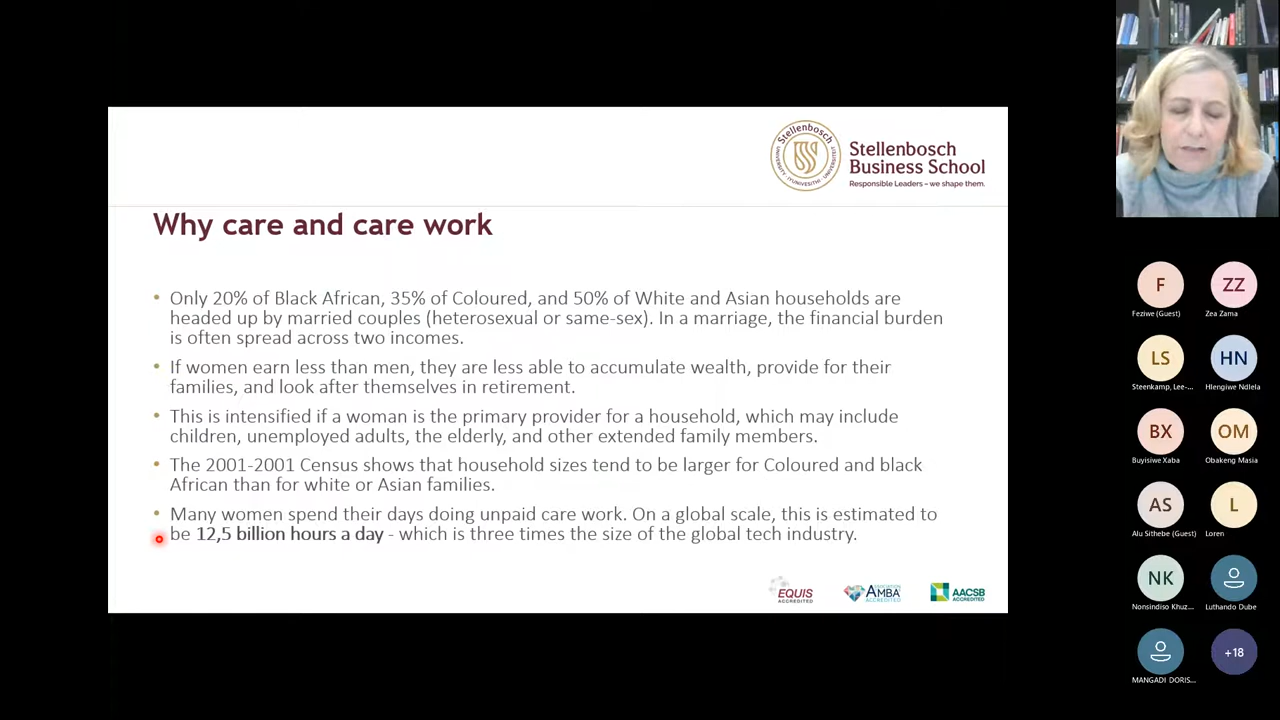 Stellenbosch
UNIVERSITY
IYUNIVESITHI
UNIVERSITEIT
Stellenbosch
Business School
Responsible Leaders – we shape them.
Why care and care work
• Only 20% of Black African, 35% of Coloured, and 50% of White and Asian households are
headed up by married couples (heterosexual or same-sex). In a marriage, the financial burden
is often spread across two incomes.
• If women earn less than men, they are less able to accumulate wealth, provide for their
families, and look after themselves in retirement.
• This is intensified if a woman is the primary provider for a household, which may include
children, unemployed adults, the elderly, and other extended family members.
• The 2001-2001 Census shows that household sizes tend to be larger for Coloured and black
African than for white or Asian families.
• Many women spend their days doing unpaid care work. On a global scale, this is estimated to
be 12,5 billion hours a day - which is three times the size of the global tech industry.
EQUIS
ACCREDITED
ASSOCIATION
AMBA
ACCREDITED
AACSB
ACCREDITED
F
ZZ
Feziwe (Guest)
Zea Zama
LS
HN
Steenkamp, Lee-...
Hlengiwe Ndlela
BX
OM
Buyisiwe Xaba
Obakeng Masia
AS
L
Alu Sithebe (Guest)
Loren
NK
Nonsindiso Khuz...
Luthando Dube
+18
MANGADI DORIS...